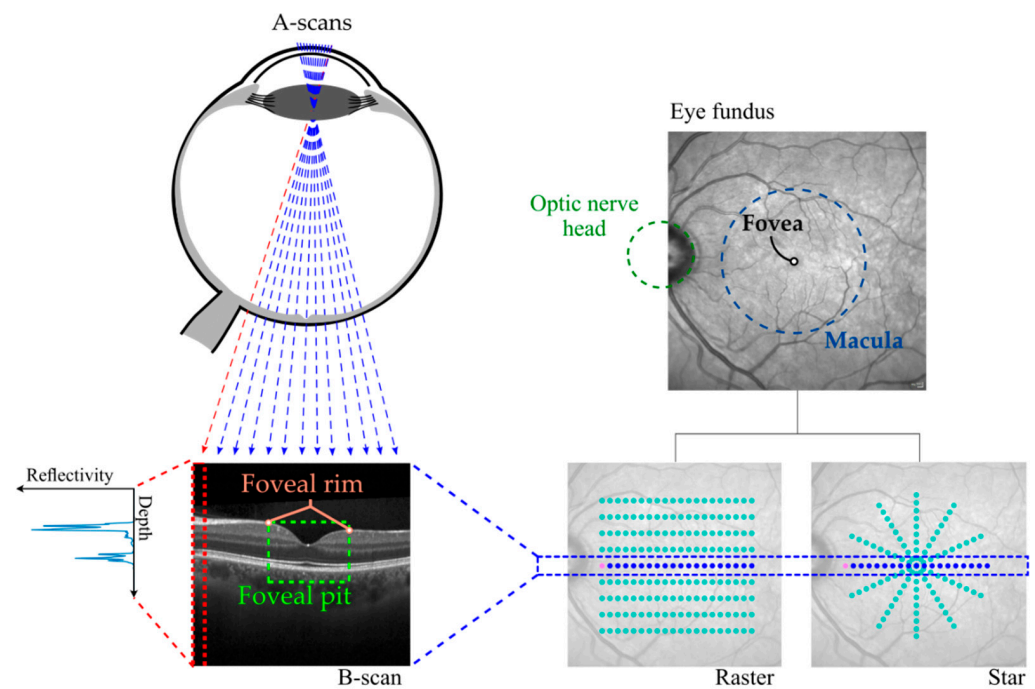 A-scans
Eye fundus
Optic nerve
head
Fovea
Macula
Reflectivity
Depth
Foveal rim
Foveal pit
B-scan
Raster
Star